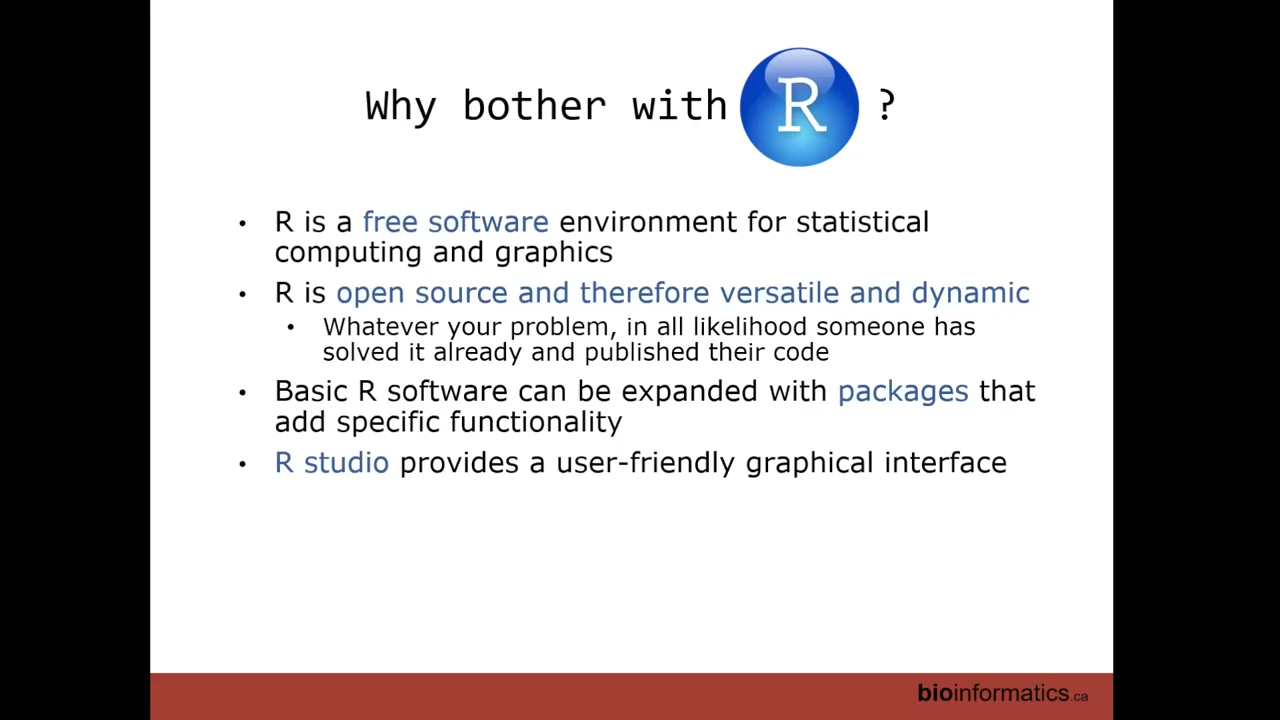 Why bother with R ?
• R is a free software environment for statistical
computing and graphics
• R is open source and therefore versatile and dynamic
• Whatever your problem, in all likelihood someone has
solved it already and published their code
• Basic R software can be expanded with packages that
add specific functionality
• R studio provides a user-friendly graphical interface
bioinformatics.ca